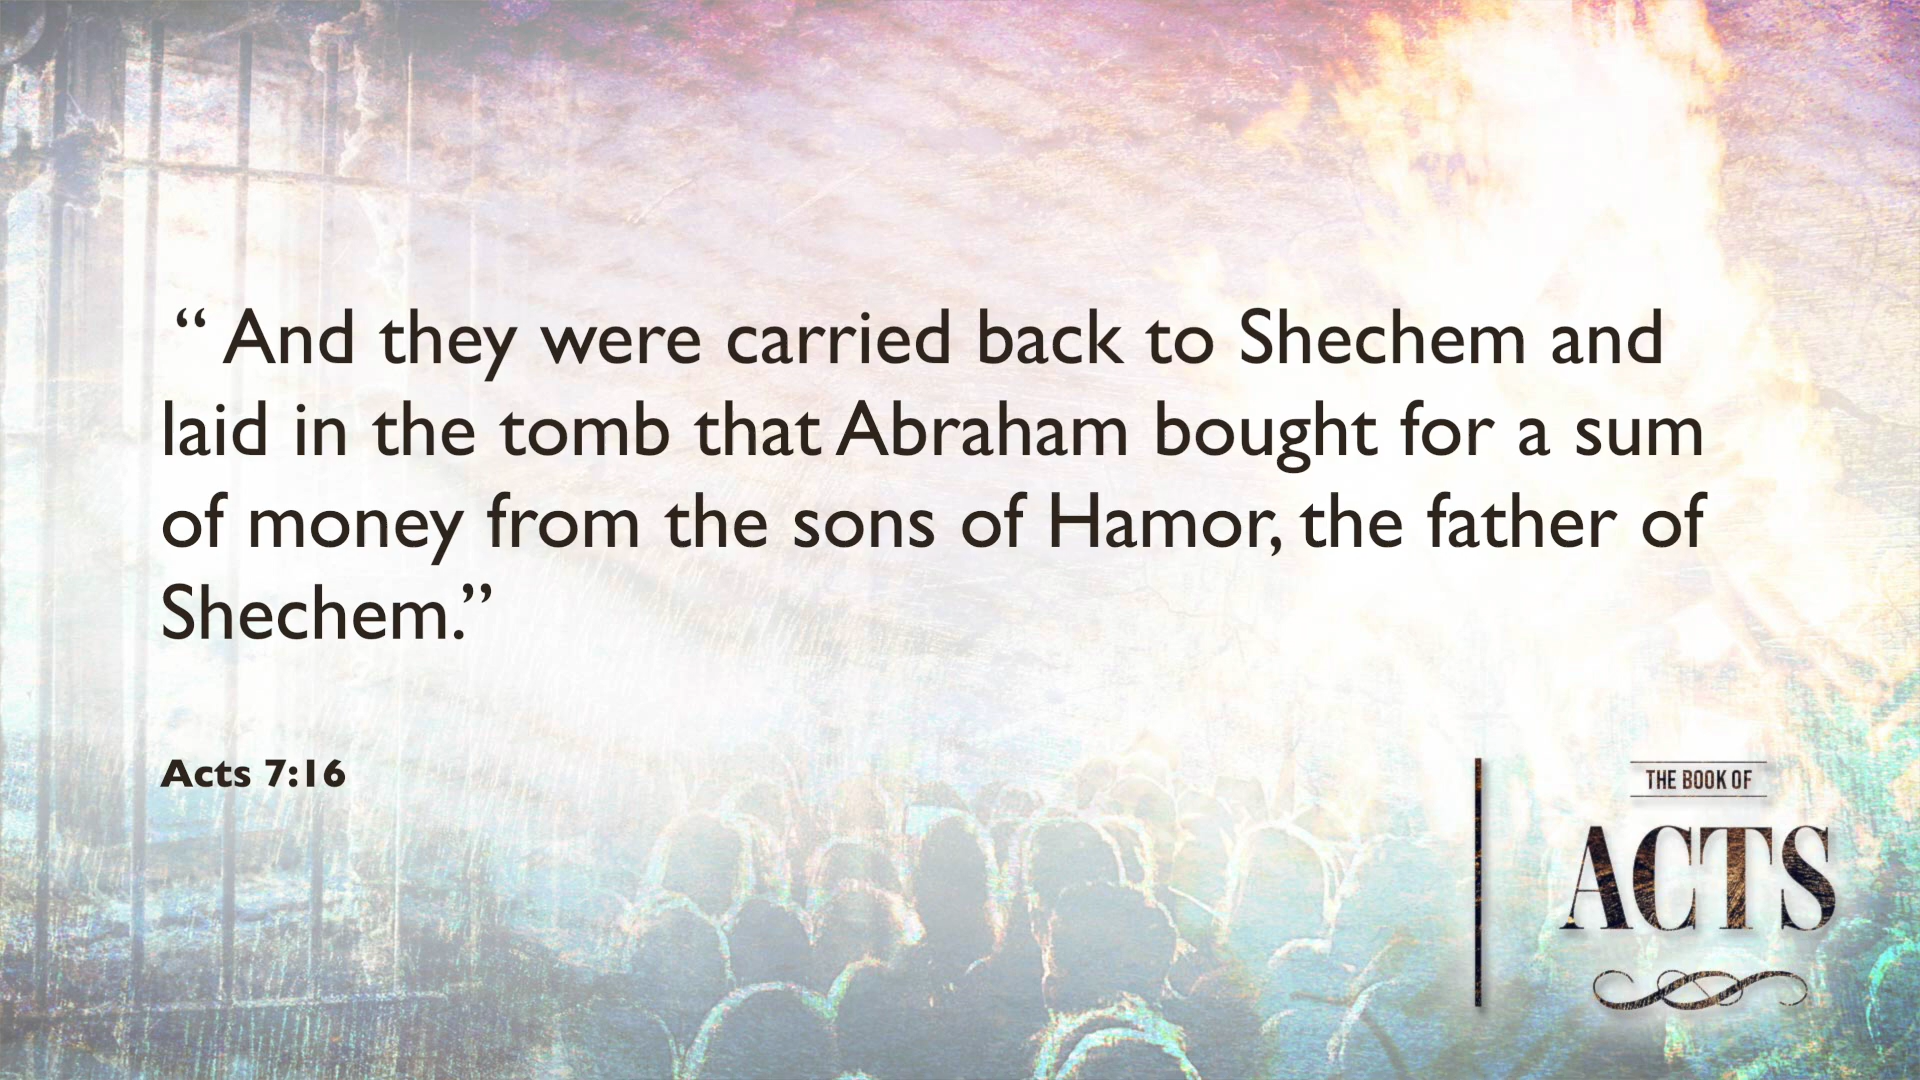 “ And they were carried back to Shechem and
laid in the tomb that Abraham bought for a sum
of money from the sons of Hamor, the father of
Shechem.”
Acts 7:16
THE BOOK OF
ACTS